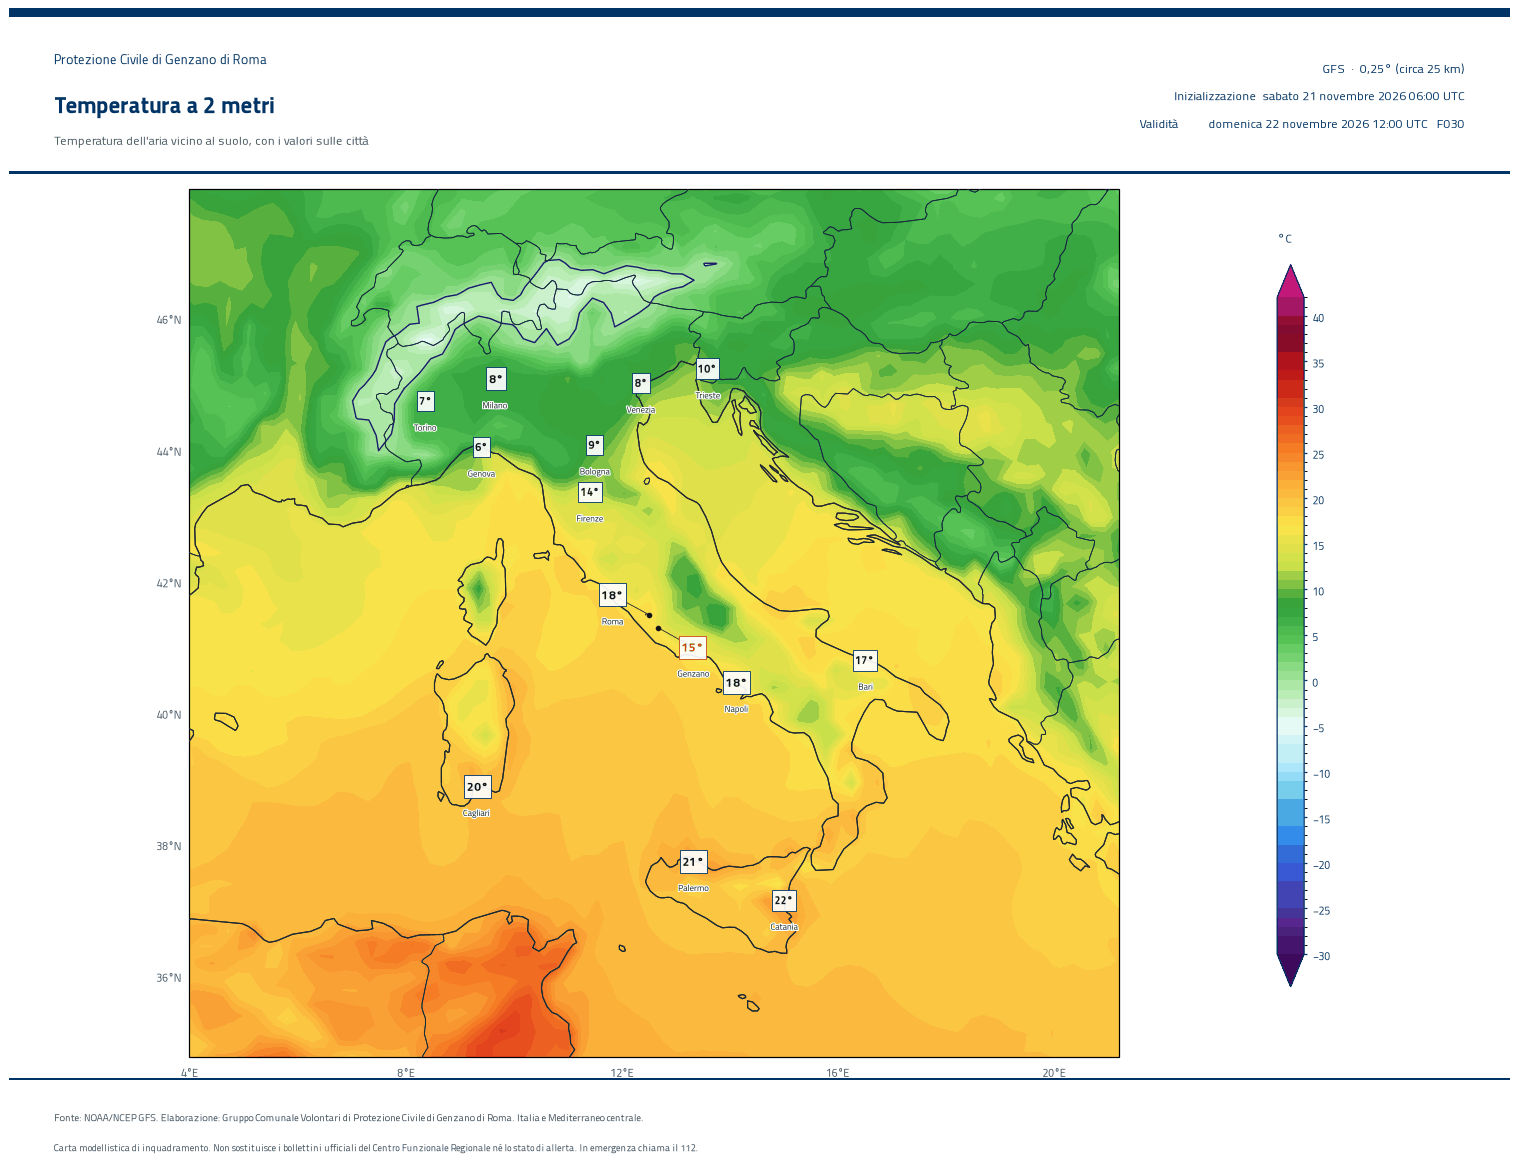 Protezione Civile di Genzano di Roma
Temperatura a 2 metri
Temperatura dell'aria vicino al suolo, con i valori sulle città
GFS · 0,25° (circa 25 km)
Inizializzazione sabato 21 novembre 2026 06:00 UTC
Validità domenica 22 novembre 2026 12:00 UTC F030
°C
40
35
30
25
20
15
10
5
0
−5
−10
−15
−20
−25
−30
46°N
44°N
42°N
40°N
38°N
36°N
4°E
8°E
12°E
16°E
20°E
10°
Trieste
8°
Milano
8°
Venezia
7°
Torino
6°
Genova
9°
Bologna
14°
Firenze
18°
Roma
15°
Genzano
17°
Bari
18°
Napoli
20°
Cagliari
21°
Palermo
22°
Catania
Fonte: NOAA/NCEP GFS. Elaborazione: Gruppo Comunale Volontari di Protezione Civile di Genzano di Roma. Italia e Mediterraneo centrale.
Carta modellistica di inquadramento. Non sostituisce i bollettini ufficiali del Centro Funzionale Regionale né lo stato di allerta. In emergenza chiama il 112.